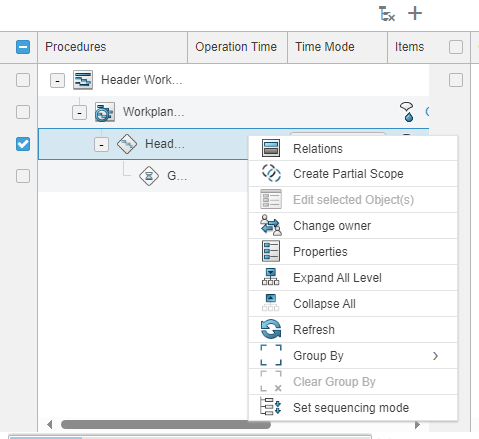 Procedures Operation Time Time Mode Items
Header Work...
Workplan...
Head...
G...
Relations
Create Partial Scope
Edit selected Object(s)
Change owner
Properties
Expand All Level
Collapse All
Refresh
Group By
Clear Group By
Set sequencing mode